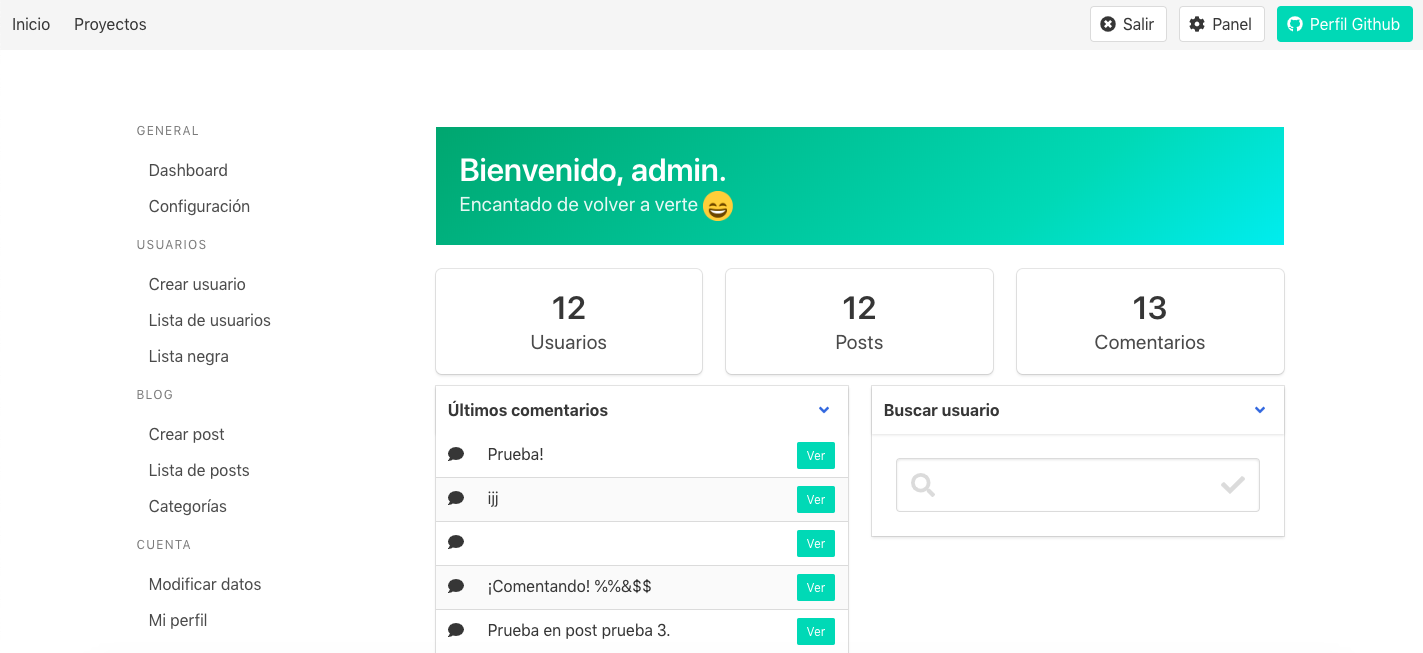 Inicio Proyectos Salir Panel Perfil Github
GENERAL
Dashboard
Configuración
USUARIOS
Crear usuario
Lista de usuarios
Lista negra
BLOG
Crear post
Lista de posts
Categorías
CUENTA
Modificar datos
Mi perfil
Bienvenido, admin.
Encantado de volver a verte
12
Usuarios
12
Posts
13
Comentarios
Últimos comentarios
Prueba! Ver
ijj Ver
Ver
¡Comentando! %%&$$ Ver
Prueba en post prueba 3. Ver
Buscar usuario